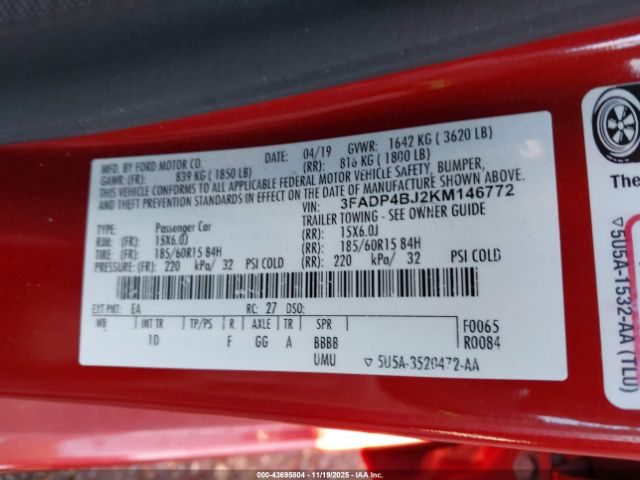 MFD. BY FORD MOTOR CO.
DATE: 04/19 GVWR: 1642 KG ( 3620 LB)
GAWR: (FR): 839 KG ( 1850 LB) (RR): 816 KG ( 1800 LB)
THIS VEHICLE CONFORMS TO ALL APPLICABLE FEDERAL MOTOR VEHICLE SAFETY, BUMPER,
AND THEFT PREVENTION STANDARDS IN EFFECT ON THE DATE OF MANUFACTURE SHOWN ABOVE.
VIN: 3FADP4BJ2KM146772
TYPE: Passenger Car TRAILER TOWING - SEE OWNER GUIDE
RIM: (FR): 15X6.0J (RR): 15X6.0J
TIRE: (FR): 185/60R15 84H (RR): 185/60R15 84H
PRESSURE: (FR): 220 kPa/ 32 PSI COLD (RR): 220 kPa/ 32 PSI COLD
EXT PNT: EA RC: 27 DSO:
WB INT TR TP/PS R AXLE TR SPR F0065
1D F GG A BBBB R0084
UMU ▽ 5U5A-3520472-AA
▽ 5U5A-1532-AA (TLU)
00-43695804 | 11/19/2025 - IAAI.COM